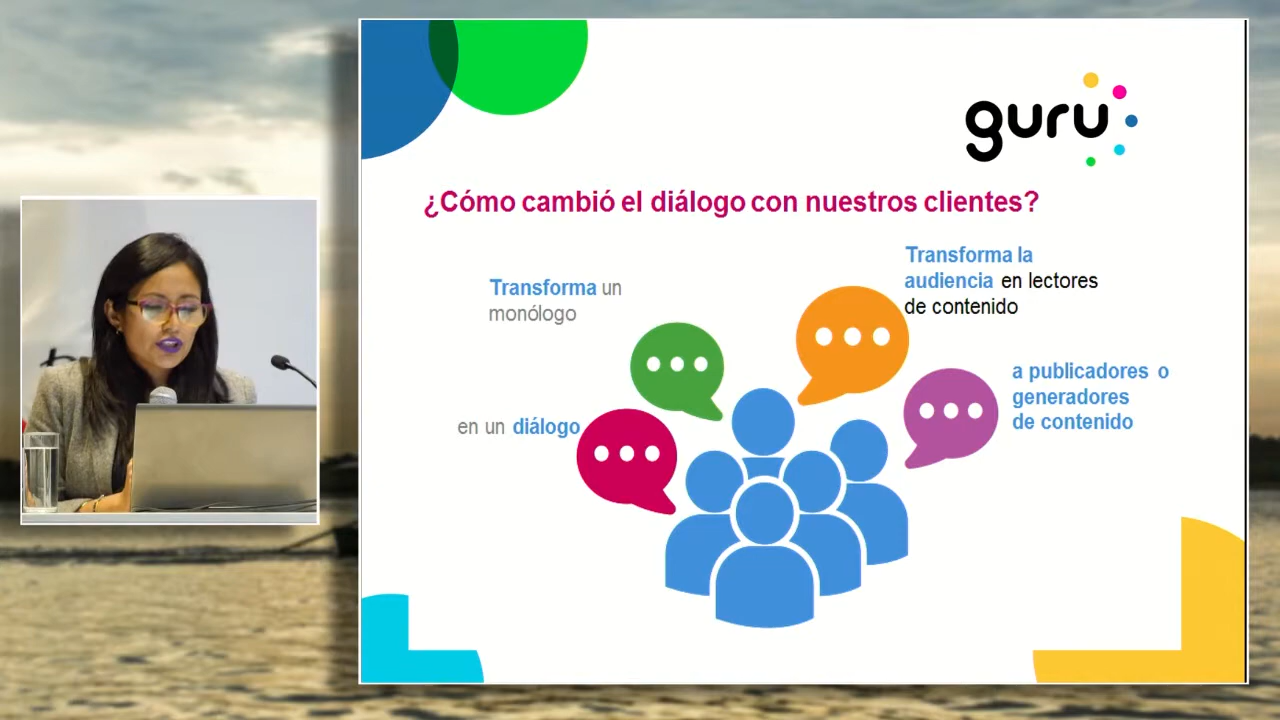 guru
¿Cómo cambió el diálogo con nuestros clientes?
Transforma un
monólogo
en un diálogo
Transforma la
audiencia en lectores
de contenido
a publicadores o
generadores
de contenido